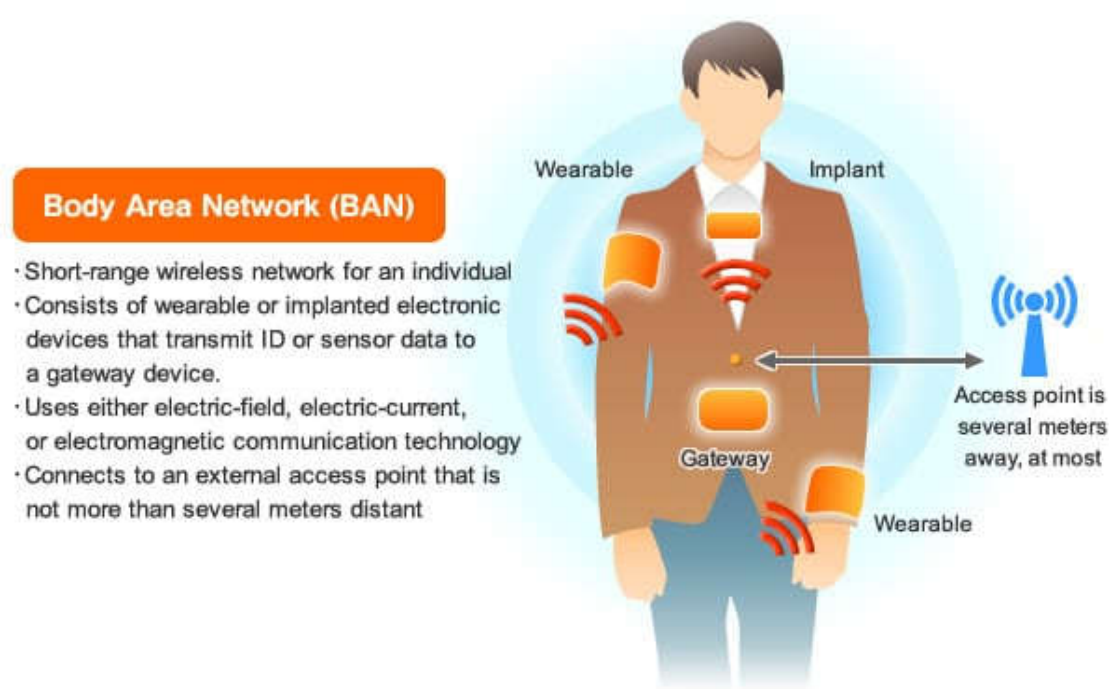 Body Area Network (BAN)
· Short-range wireless network for an individual
· Consists of wearable or implanted electronic
devices that transmit ID or sensor data to
a gateway device.
· Uses either electric-field, electric-current,
or electromagnetic communication technology
· Connects to an external access point that is
not more than several meters distant
Wearable
Implant
Gateway
Wearable
Access point is
several meters
away, at most